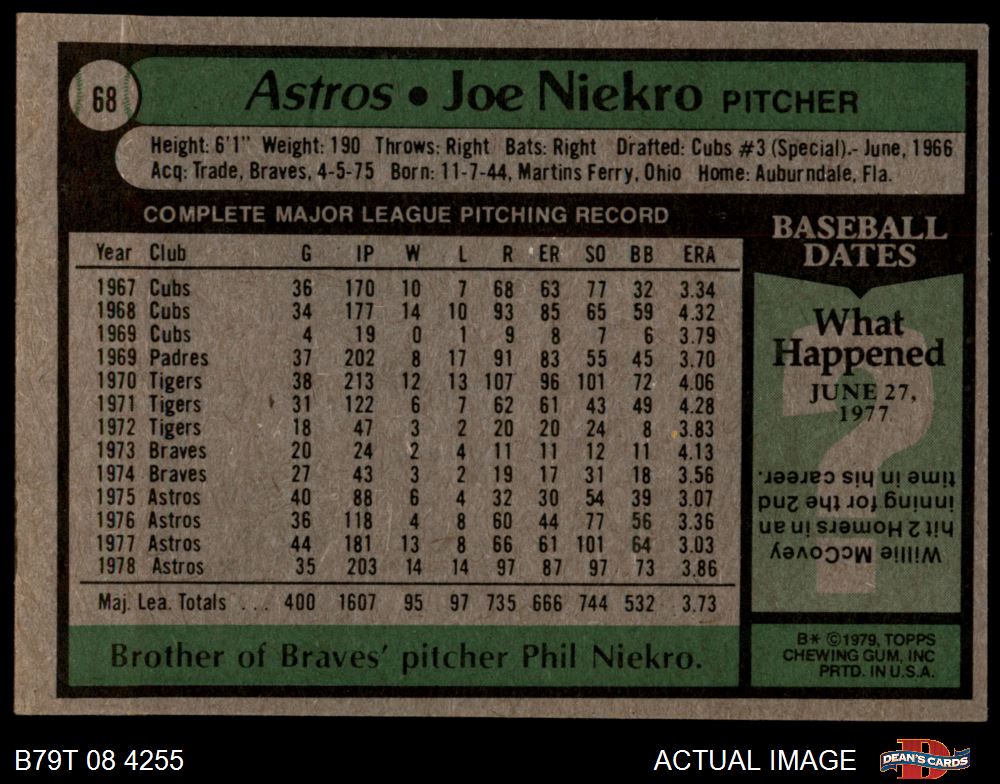 68
Astros • Joe Niekro PITCHER
Height: 6'1" Weight: 190 Throws: Right Bats: Right Drafted: Cubs #3 (Special).- June, 1966
Acq: Trade, Braves, 4-5-75 Born: 11-7-44, Martins Ferry, Ohio Home: Auburndale, Fla.
COMPLETE MAJOR LEAGUE PITCHING RECORD
Year Club G IP W L R ER SO BB ERA
1967 Cubs 36 170 10 7 68 63 77 32 3.34
1968 Cubs 34 177 14 10 93 85 65 59 4.32
1969 Cubs 4 19 0 1 9 8 7 6 3.79
1969 Padres 37 202 8 17 91 83 55 45 3.70
1970 Tigers 38 213 12 13 107 96 101 72 4.06
1971 Tigers 31 122 6 7 62 61 43 49 4.28
1972 Tigers 18 47 3 2 20 20 24 8 3.83
1973 Braves 20 24 2 4 11 11 12 11 4.13
1974 Braves 27 43 3 2 19 17 31 18 3.56
1975 Astros 40 88 6 4 32 30 54 39 3.07
1976 Astros 36 118 4 8 60 44 77 56 3.36
1977 Astros 44 181 13 8 66 61 101 64 3.03
1978 Astros 35 203 14 14 97 87 97 73 3.86
Maj. Lea. Totals ... 400 1607 95 97 735 666 744 532 3.73
Brother of Braves' pitcher Phil Niekro.
BASEBALL
DATES
What
Happened
JUNE 27,
1977
?
Willie McCovey
hit 2 Homers in an
inning for the 2nd
time in his career.
B* ©1979, TOPPS
CHEWING GUM, INC
PRTD. IN U.S.A.
B79T 08 4255
ACTUAL IMAGE
D
DEAN'S CARDS